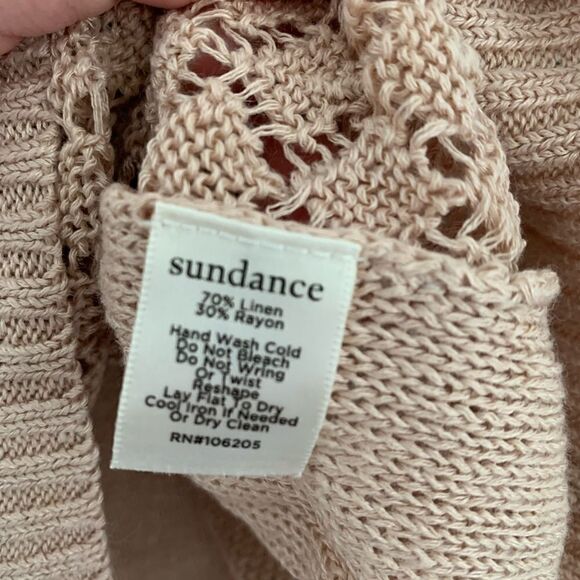 sundance
70% Linen
30% Rayon
Hand Wash Cold
Do Not Bleach
Do Not Wring
Or Twist
Reshape
Lay Flat To Dry
Cool Iron If Needed
Or Dry Clean
RN#106205